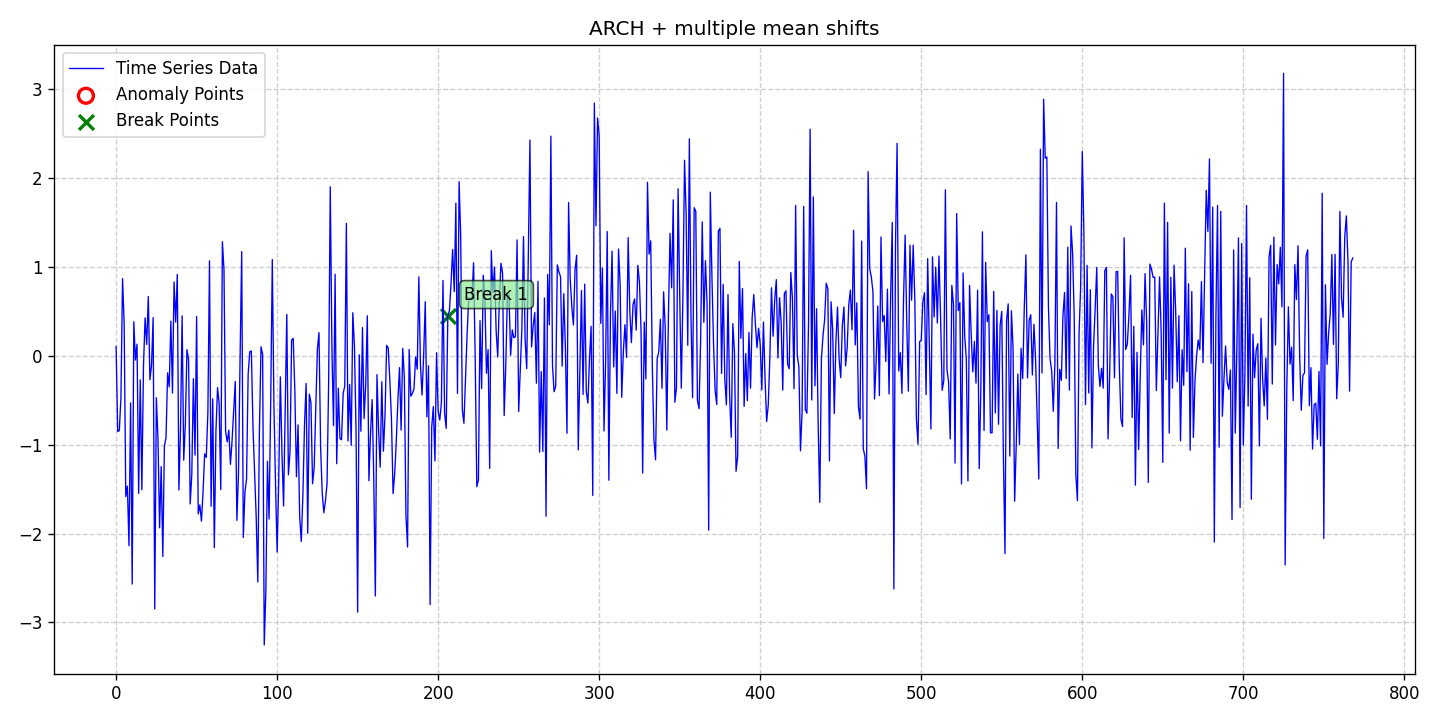 ARCH + multiple mean shifts
Time Series Data
Anomaly Points
Break Points
Break 1
3
2
1
0
−1
−2
−3
0 100 200 300 400 500 600 700 800